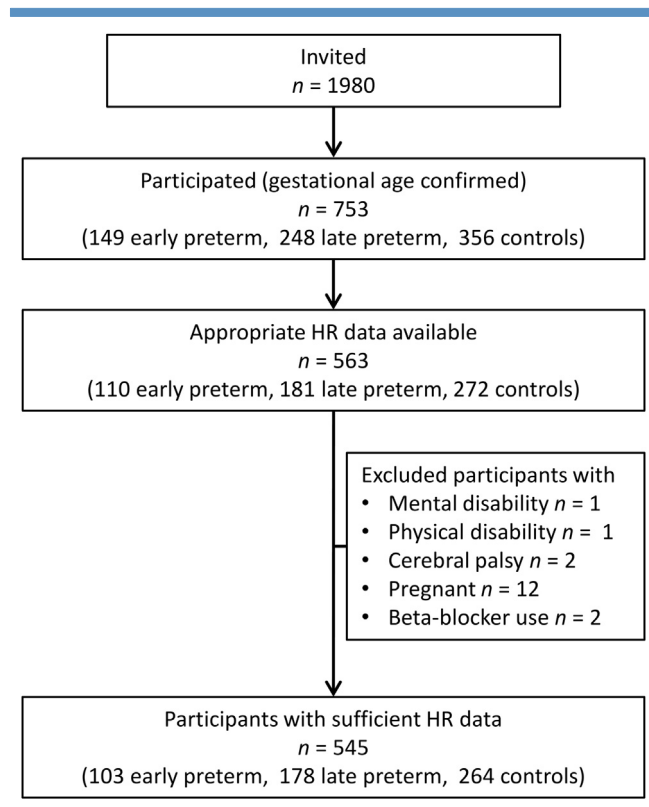 Invited
n = 1980
Participated (gestational age confirmed)
n = 753
(149 early preterm, 248 late preterm, 356 controls)
Appropriate HR data available
n = 563
(110 early preterm, 181 late preterm, 272 controls)
Excluded participants with
• Mental disability n = 1
• Physical disability n = 1
• Cerebral palsy n = 2
• Pregnant n = 12
• Beta-blocker use n = 2
Participants with sufficient HR data
n = 545
(103 early preterm, 178 late preterm, 264 controls)